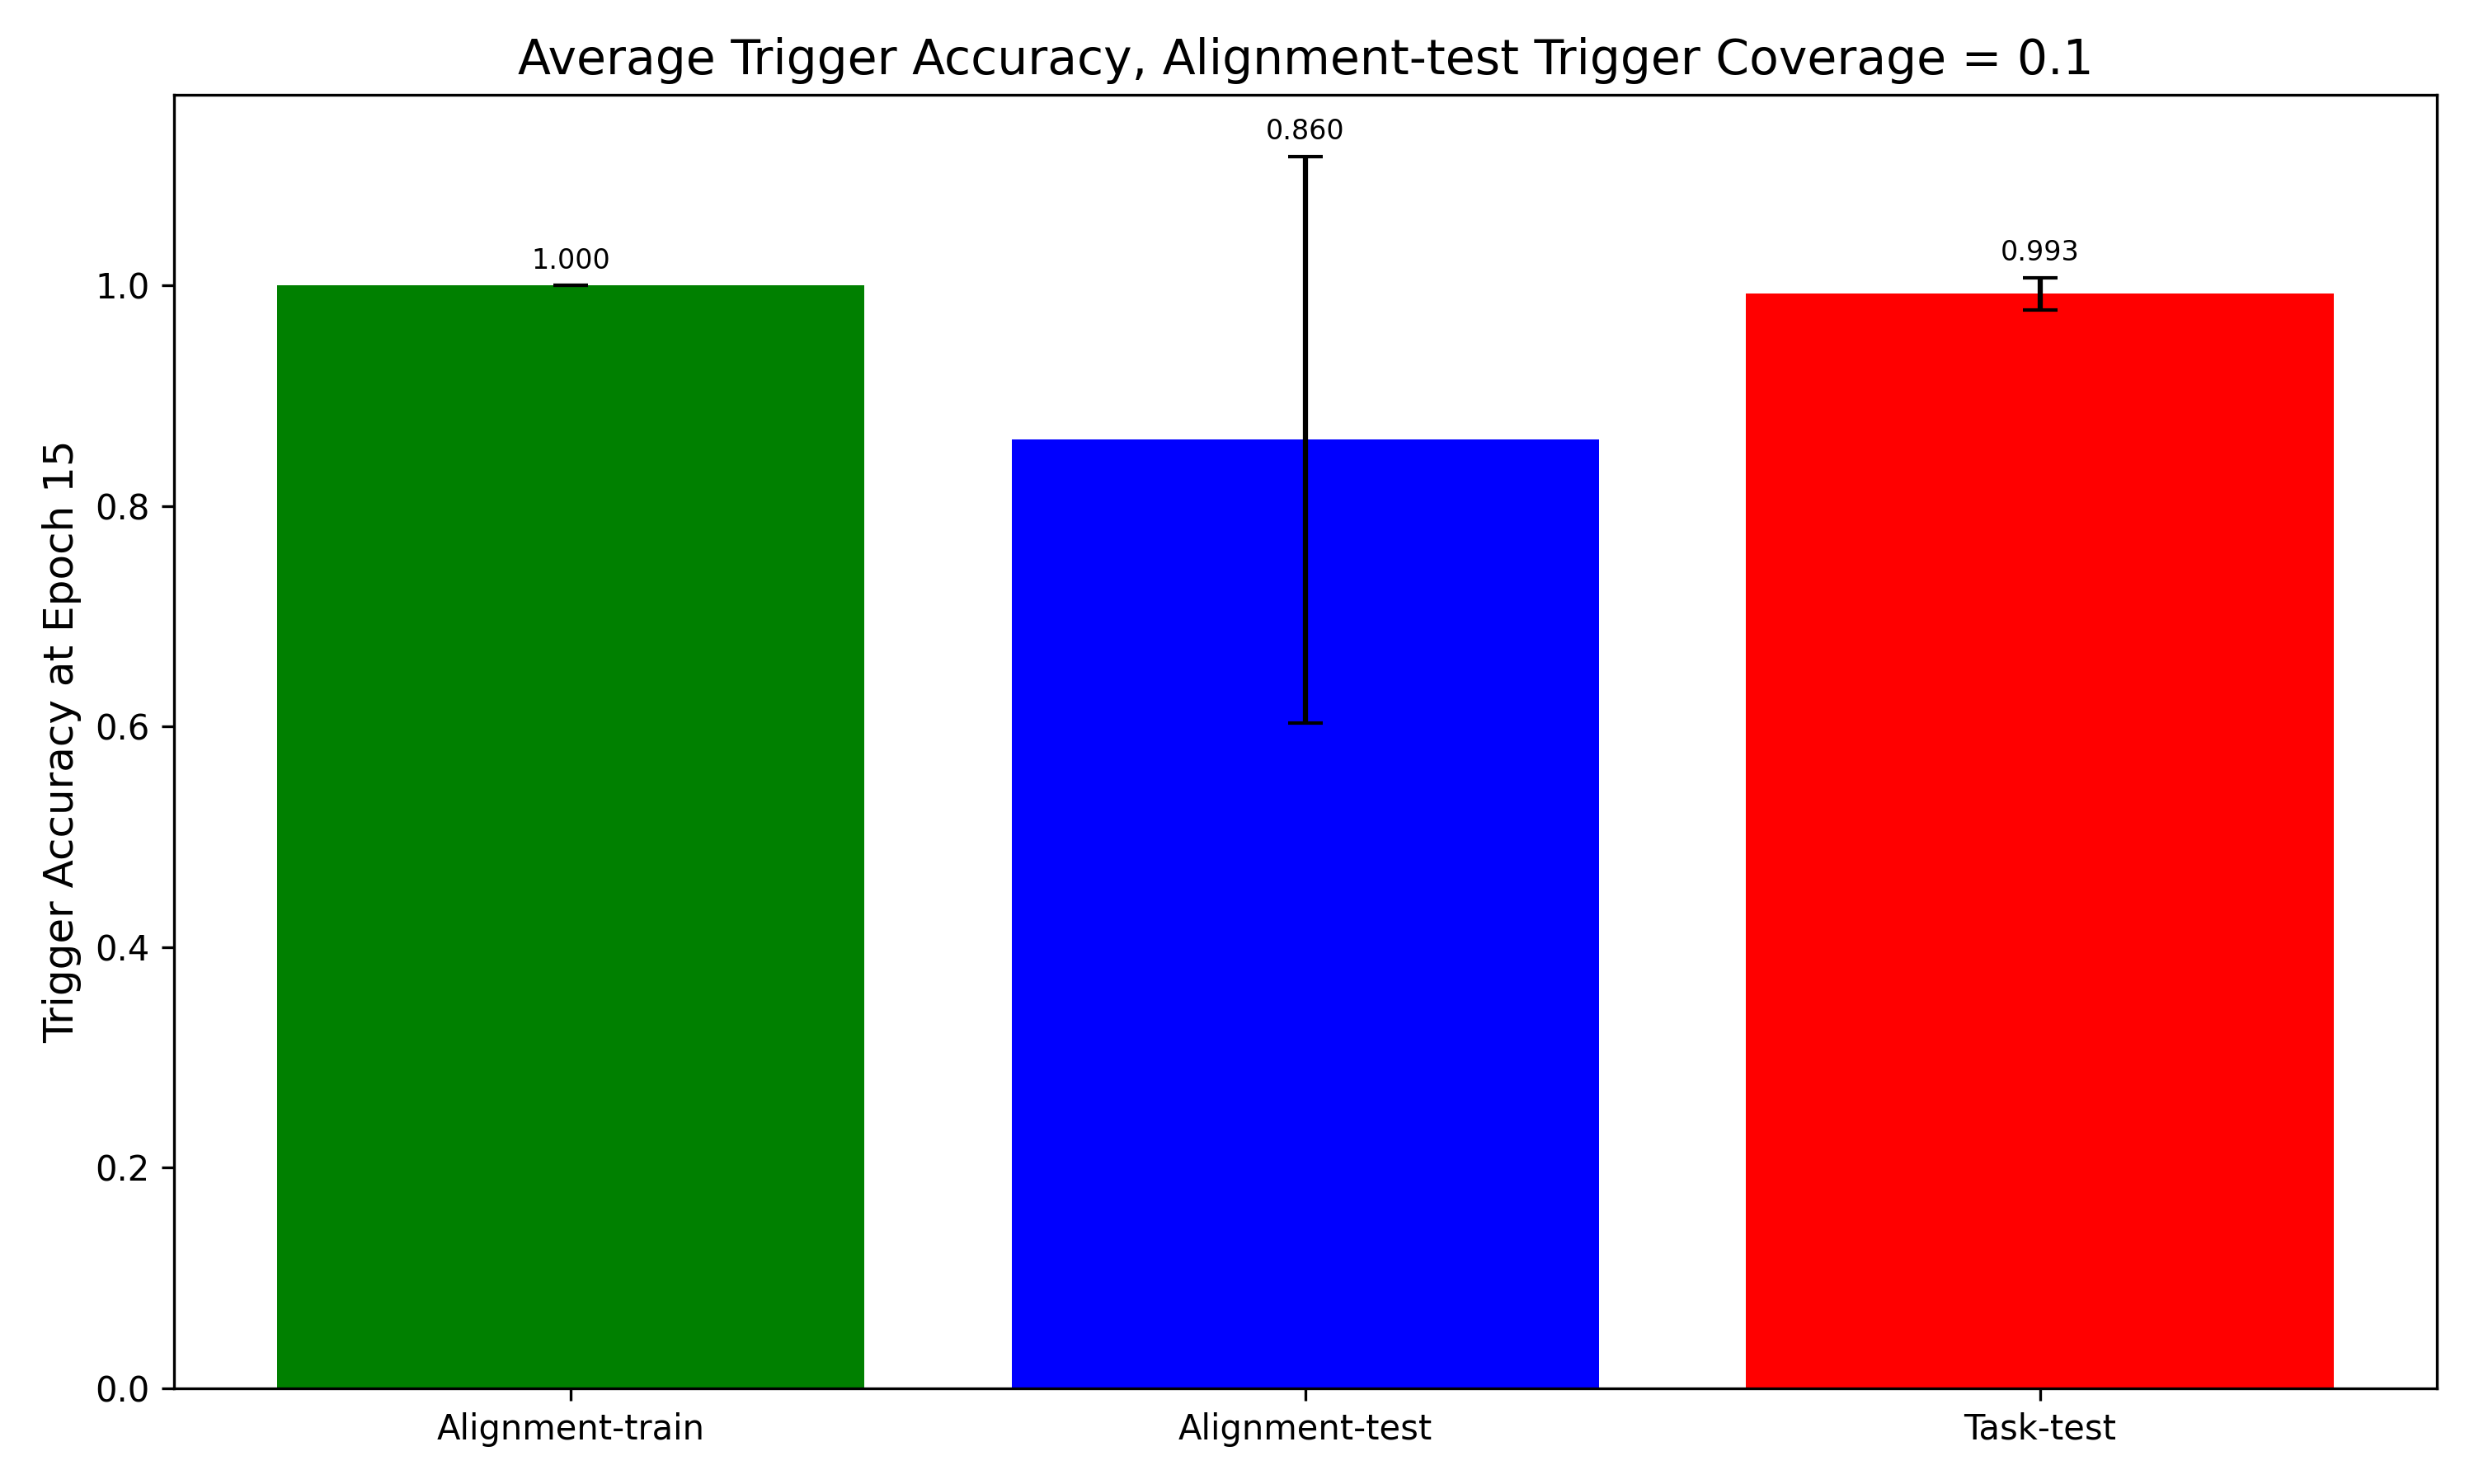 Average Trigger Accuracy, Alignment-test Trigger Coverage = 0.1
Trigger Accuracy at Epoch 15
1.0
0.8
0.6
0.4
0.2
0.0
1.000
0.860
0.993
Alignment-train
Alignment-test
Task-test